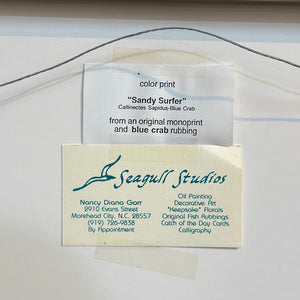 color print
"Sandy Surfer"
Callinectes Sapidus-Blue Crab
from an original monoprint
and blue crab rubbing
Seagull Studios
Nancy Diana Garr
2910 Evans Street
Morehead City, N.C. 28557
(919) 726-9838
By Appointment
Oil Painting
Decorative Art
"Keepsake" Florals
Original Fish Rubbings
Catch of the Day Cards
Calligraphy